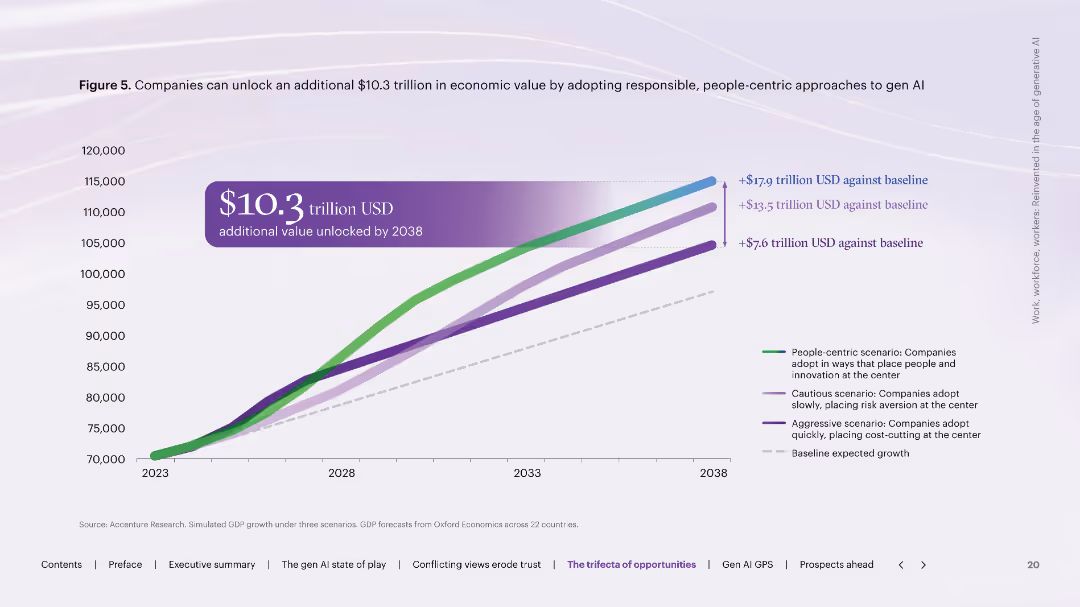 Figure 5. Companies can unlock an additional $10.3 trillion in economic value by adopting responsible, people-centric approaches to gen AI
120,000
115,000
110,000
105,000
100,000
95,000
90,000
85,000
80,000
75,000
70,000
$10.3 trillion USD
additional value unlocked by 2038
+$17.9 trillion USD against baseline
+$13.5 trillion USD against baseline
+$7.6 trillion USD against baseline
People-centric scenario: Companies
adopt in ways that place people and
innovation at the center
Cautious scenario: Companies adopt
slowly, placing risk aversion at the center
Aggressive scenario: Companies adopt
quickly, placing cost-cutting at the center
Baseline expected growth
2023
2028
2033
2038
Source: Accenture Research. Simulated GDP growth under three scenarios. GDP forecasts from Oxford Economics across 22 countries.
Work, workforce, workers: Reinvented in the age of generative AI
Contents | Preface | Executive summary | The gen AI state of play | Conflicting views erode trust | The trifecta of opportunities | Gen AI GPS | Prospects ahead < >
20